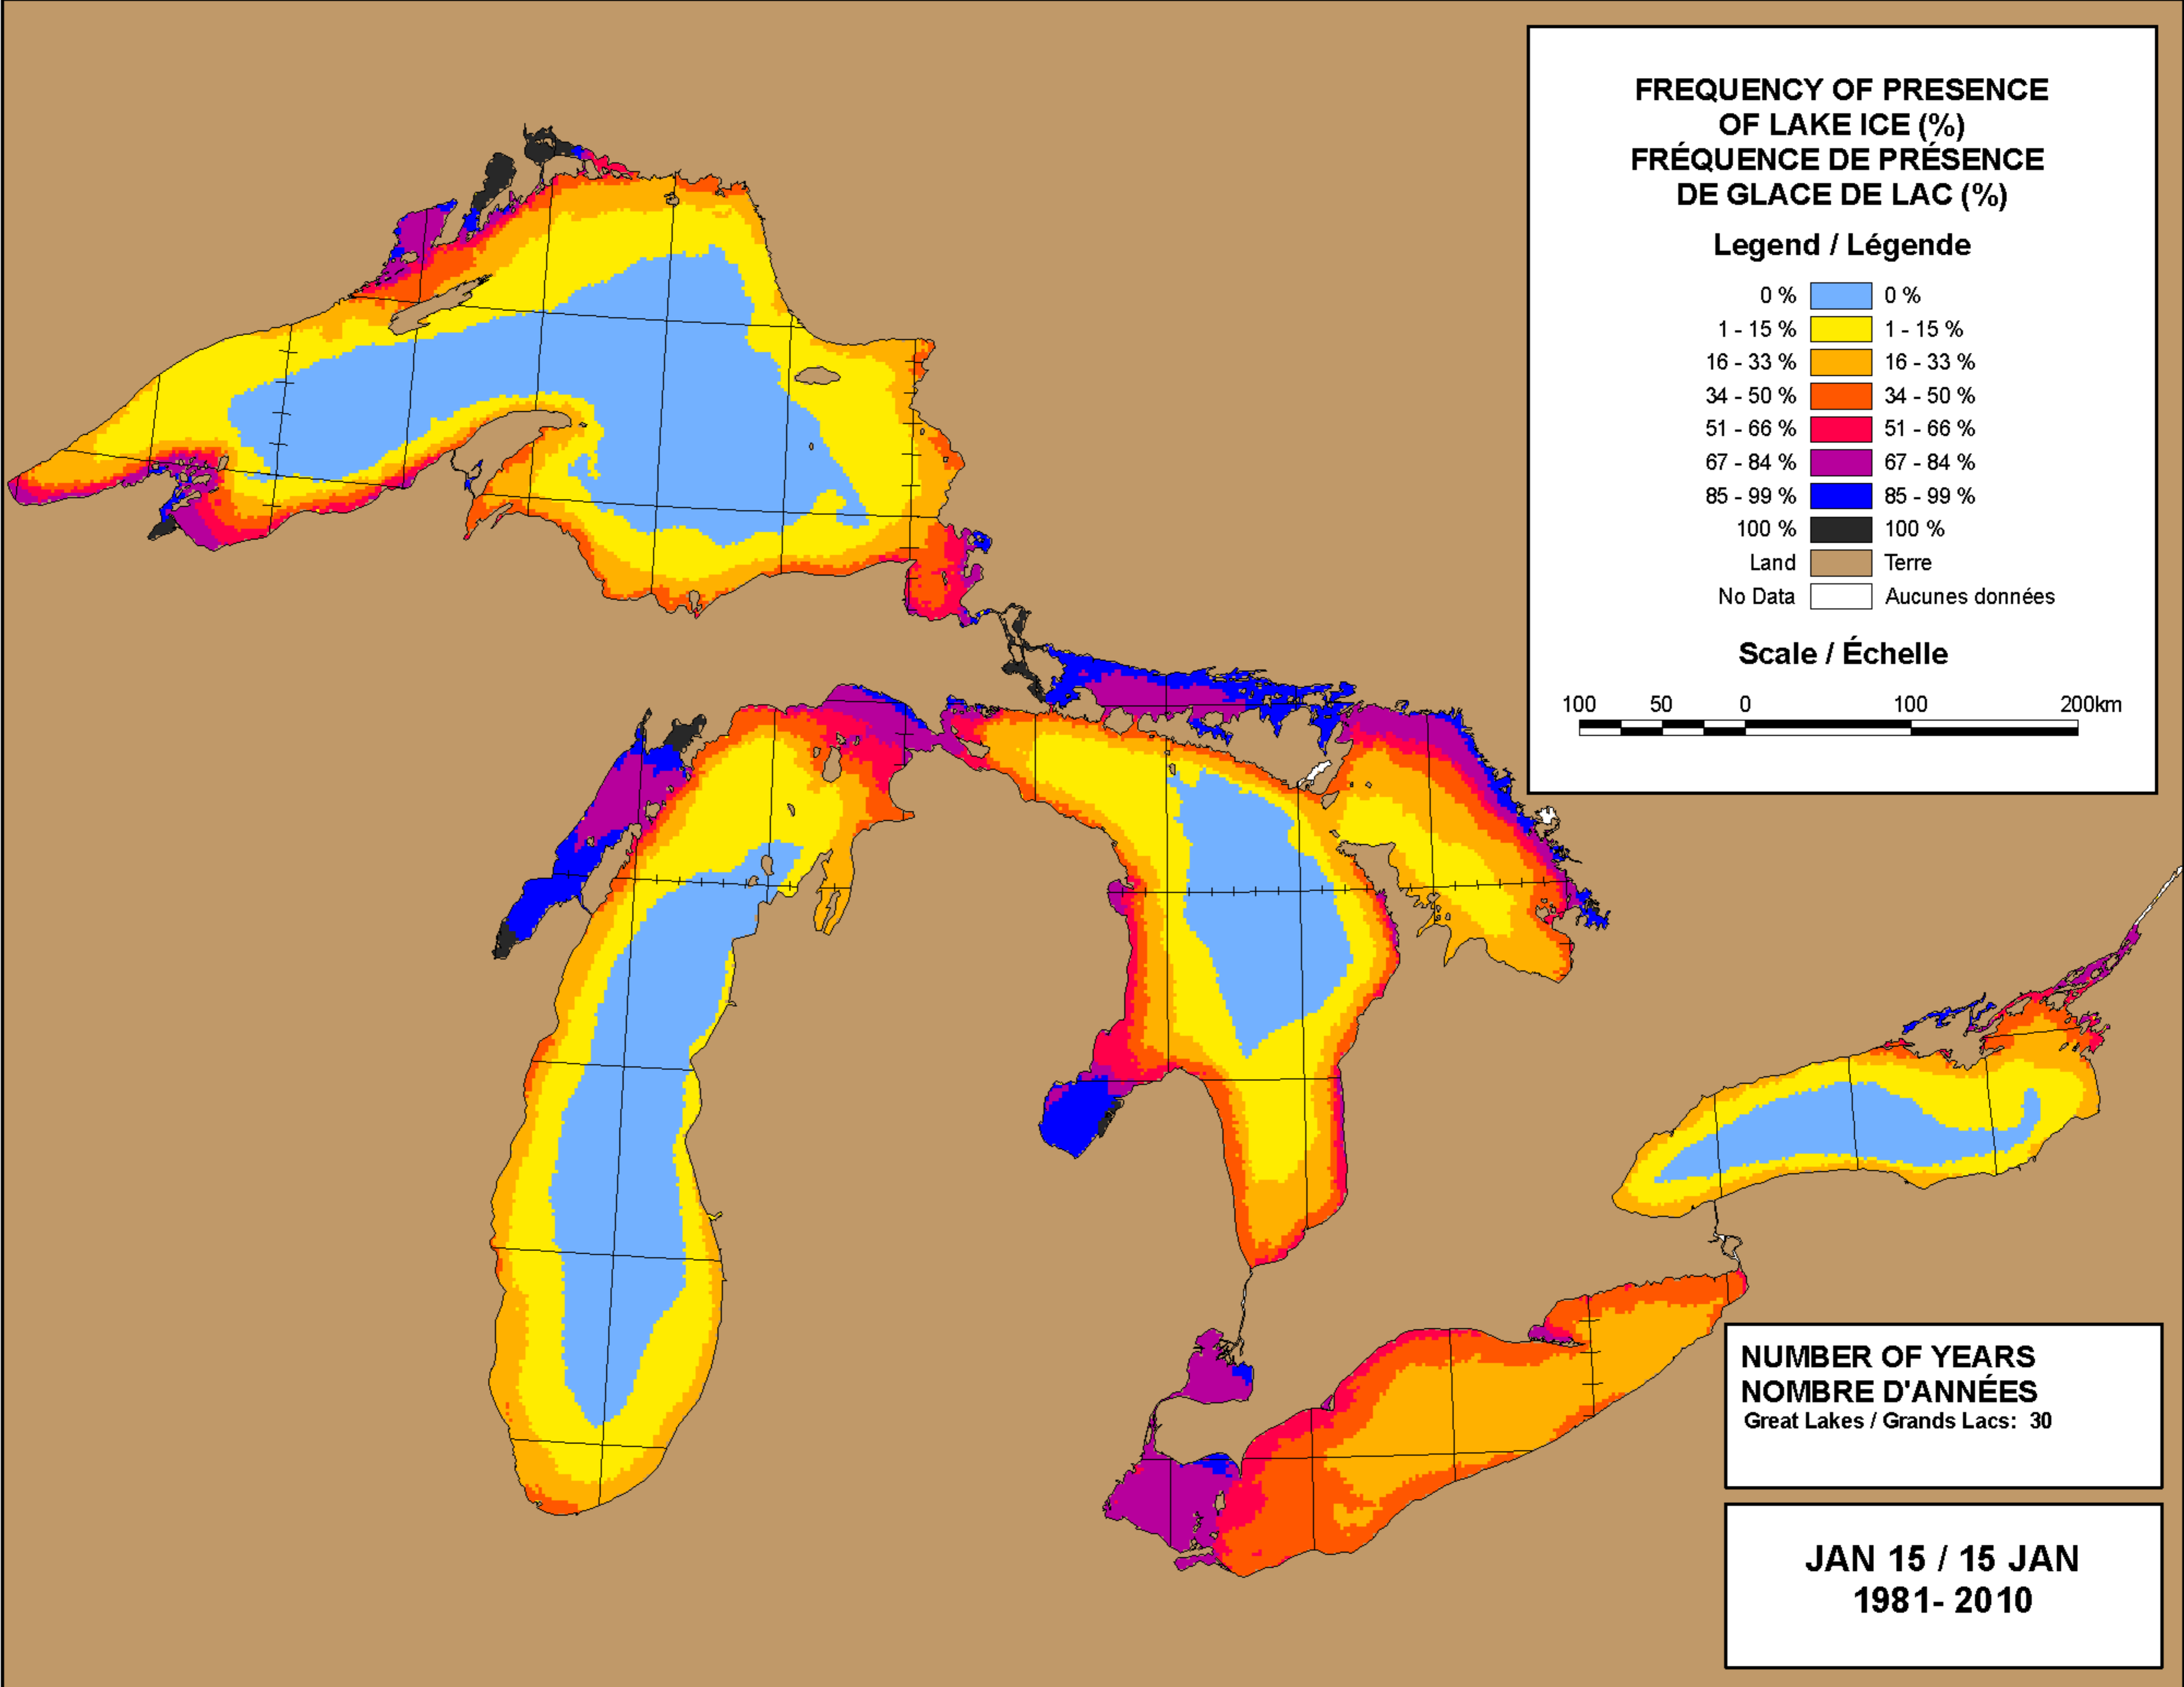 FREQUENCY OF PRESENCE
OF LAKE ICE (%)
FRÉQUENCE DE PRÉSENCE
DE GLACE DE LAC (%)
Legend / Légende
0 % 0 %
1 - 15 % 1 - 15 %
16 - 33 % 16 - 33 %
34 - 50 % 34 - 50 %
51 - 66 % 51 - 66 %
67 - 84 % 67 - 84 %
85 - 99 % 85 - 99 %
100 % 100 %
Land Terre
No Data Aucunes données
Scale / Échelle
100 50 0 100 200km
NUMBER OF YEARS
NOMBRE D'ANNÉES
Great Lakes / Grands Lacs: 30
JAN 15 / 15 JAN
1981- 2010